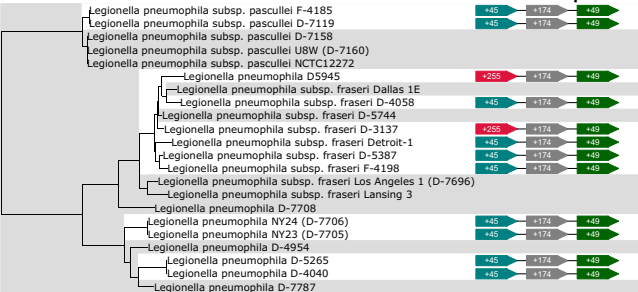 Legionella pneumophila subsp. pascullei F-4185 +45 +174 +49
Legionella pneumophila subsp. pascullei D-7119 +45 +174 +49
Legionella pneumophila subsp. pascullei D-7158
Legionella pneumophila subsp. pascullei U8W (D-7160)
Legionella pneumophila subsp. pascullei NCTC12272
Legionella pneumophila D5945 +255 +174 +49
Legionella pneumophila subsp. fraseri Dallas 1E
Legionella pneumophila subsp. fraseri D-4058 +45 +174 +49
Legionella pneumophila subsp. fraseri D-5744
Legionella pneumophila subsp. fraseri D-3137 +255 +174 +49
Legionella pneumophila subsp. fraseri Detroit-1 +45 +174 +49
Legionella pneumophila subsp. fraseri D-5387 +45 +174 +49
Legionella pneumophila subsp. fraseri F-4198 +45 +174 +49
Legionella pneumophila subsp. fraseri Los Angeles 1 (D-7696)
Legionella pneumophila subsp. fraseri Lansing 3
Legionella pneumophila D-7708
Legionella pneumophila NY24 (D-7706) +45 +174 +49
Legionella pneumophila NY23 (D-7705) +45 +174 +49
Legionella pneumophila D-4954
Legionella pneumophila D-5265 +45 +174 +49
Legionella pneumophila D-4040 +45 +174 +49
Legionella pneumophila D-7787